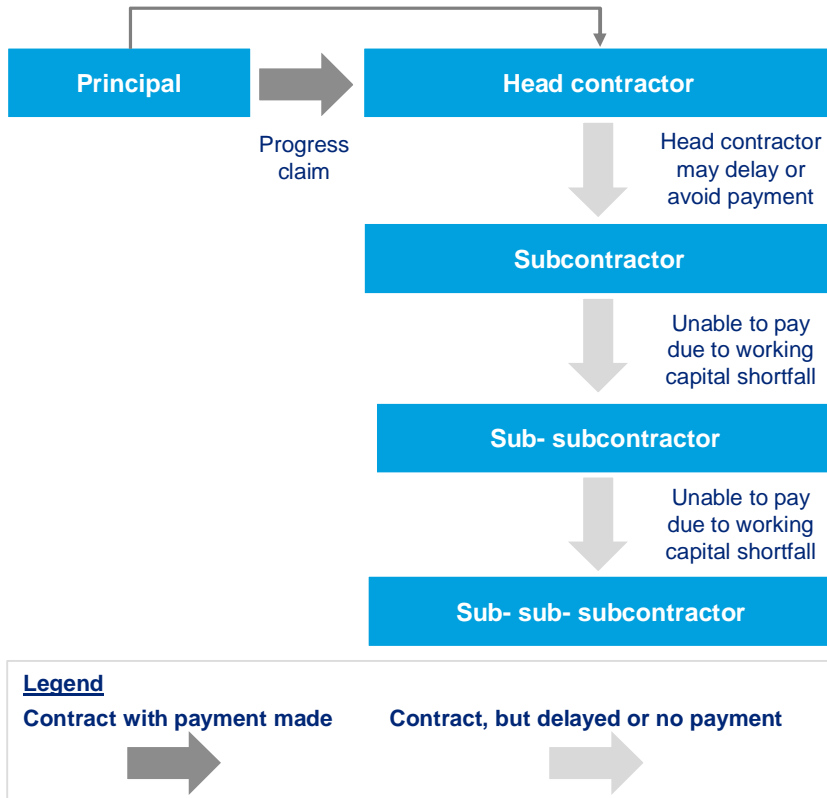 Principal
Head contractor
Progress
claim
Head contractor
may delay or
avoid payment
Subcontractor
Unable to pay
due to working
capital shortfall
Sub- subcontractor
Unable to pay
due to working
capital shortfall
Sub- sub- subcontractor
Legend
Contract with payment made
Contract, but delayed or no payment